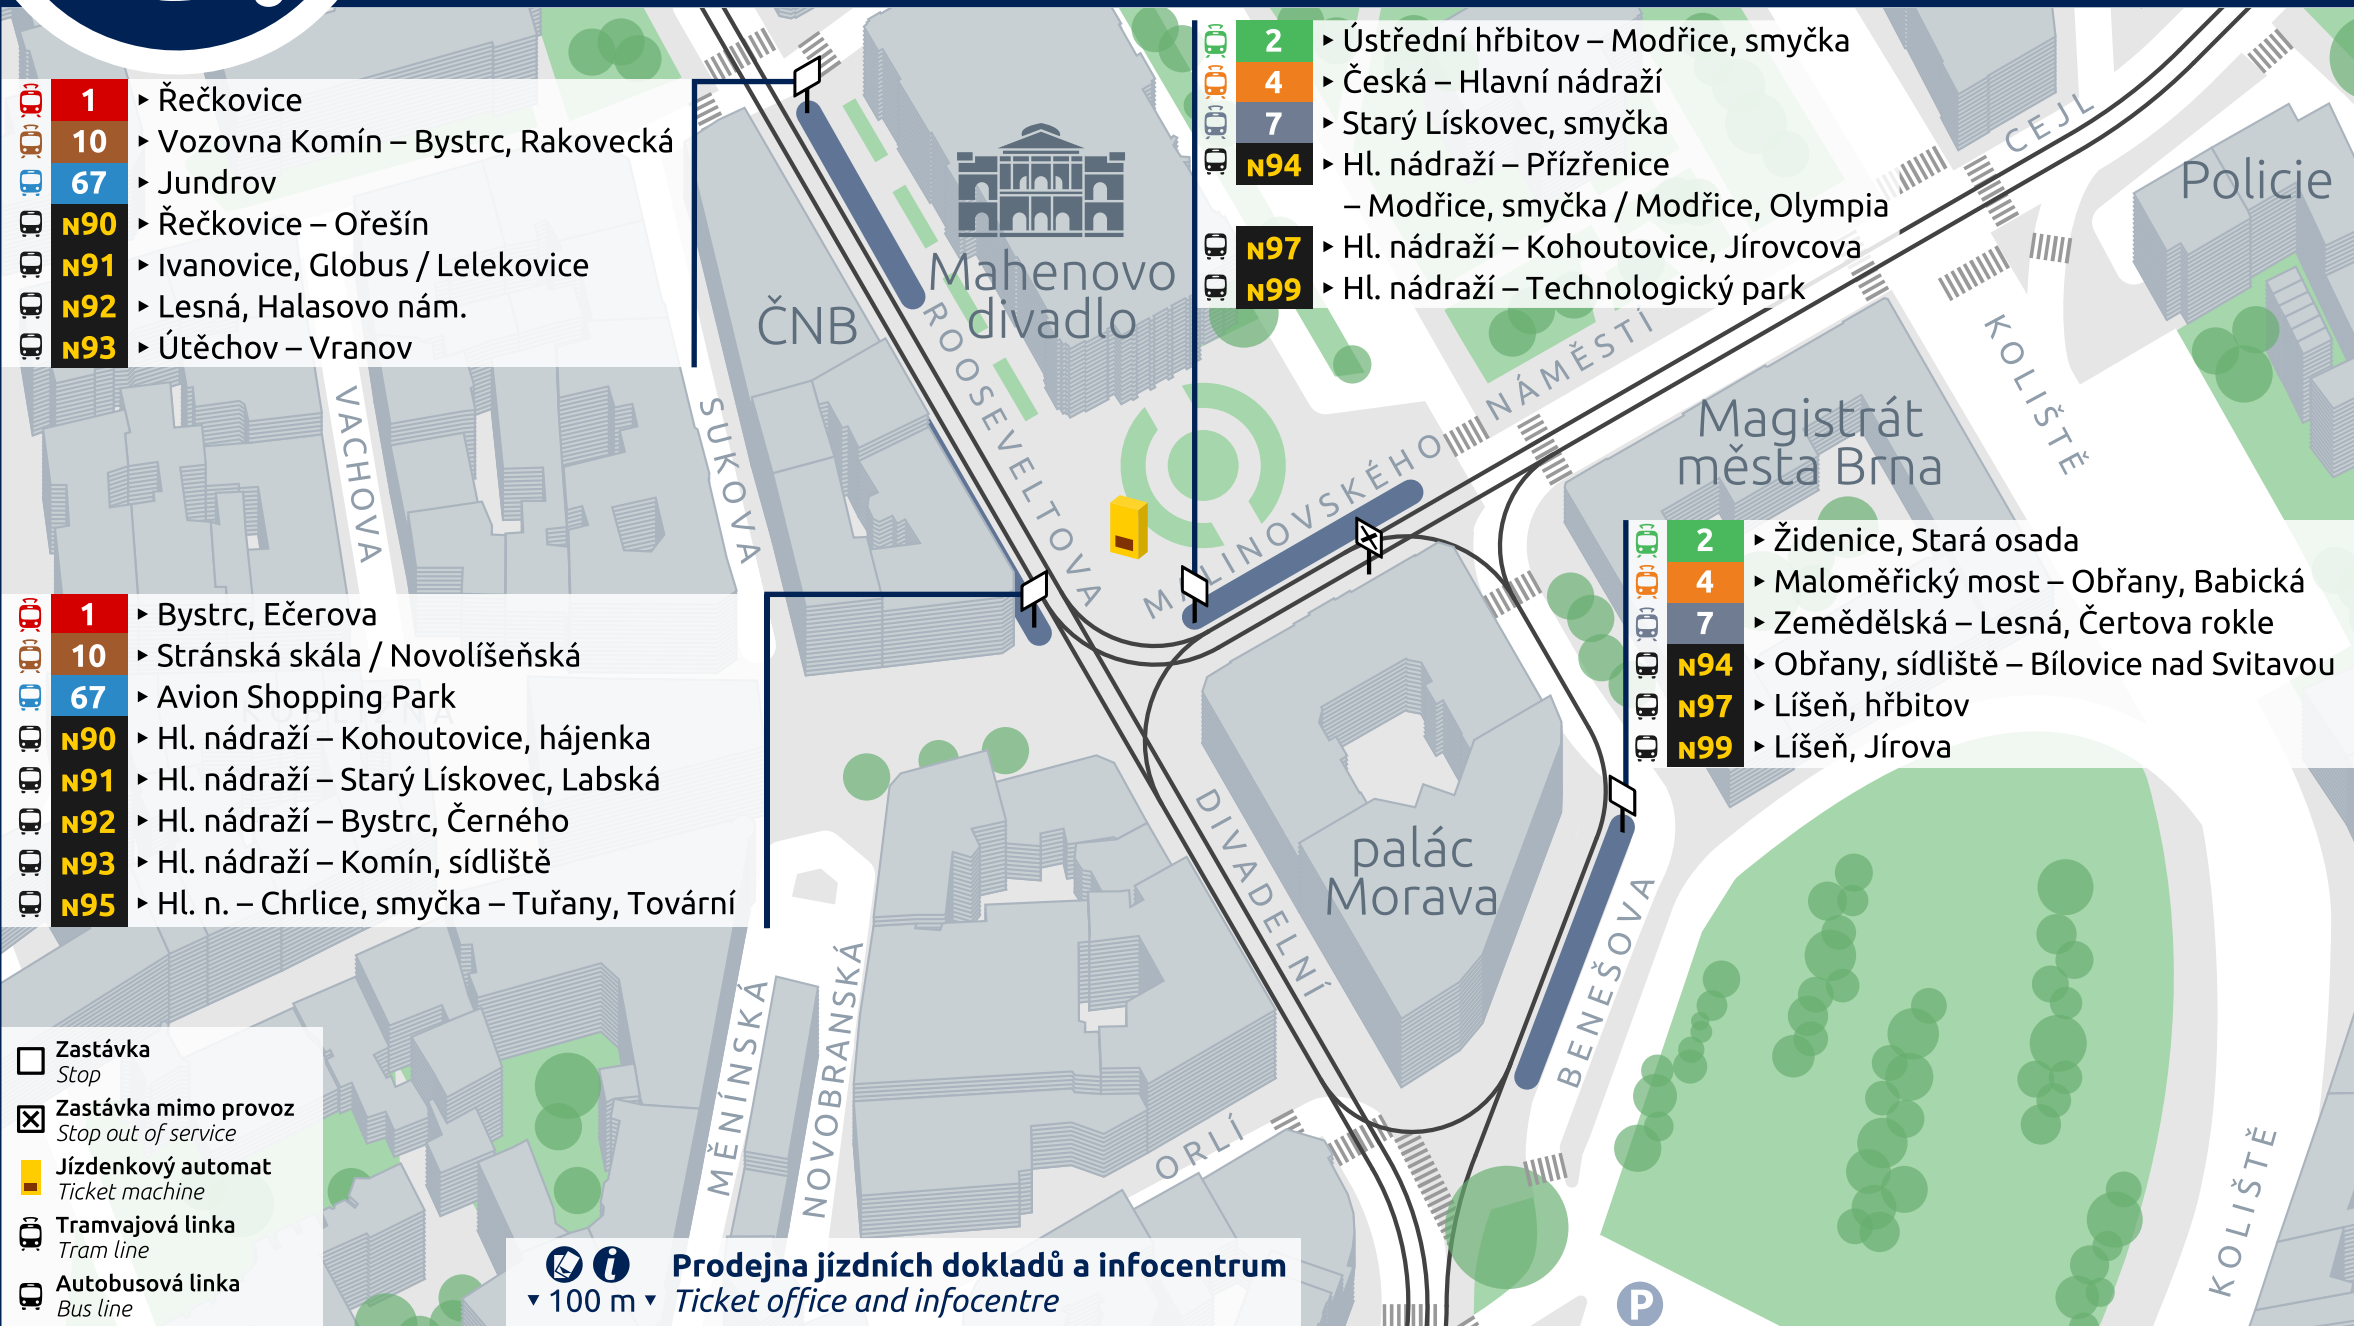 1 ▸ Řečkovice
10 ▸ Vozovna Komín – Bystrc, Rakovecká
67 ▸ Jundrov
N90 ▸ Řečkovice – Ořešín
N91 ▸ Ivanovice, Globus / Lelekovice
N92 ▸ Lesná, Halasovo nám.
N93 ▸ Útěchov – Vranov
2 ▸ Ústřední hřbitov – Modřice, smyčka
4 ▸ Česká – Hlavní nádraží
7 ▸ Starý Lískovec, smyčka
N94 ▸ Hl. nádraží – Přízřenice
– Modřice, smyčka / Modřice, Olympia
N97 ▸ Hl. nádraží – Kohoutovice, Jírovcova
N99 ▸ Hl. nádraží – Technologický park
CEJL
Policie
Mahenovo
divadlo
ČNB
ROOSEVELTOVA
VACHOVA
SUKOVA
MALINOVSKÉHO NÁMĚSTÍ
KOLIŠTĚ
Magistrát
města Brna
1 ▸ Bystrc, Ečerova
10 ▸ Stránská skála / Novolíšeňská
67 ▸ Avion Shopping Park
N90 ▸ Hl. nádraží – Kohoutovice, hájenka
N91 ▸ Hl. nádraží – Starý Lískovec, Labská
N92 ▸ Hl. nádraží – Bystrc, Černého
N93 ▸ Hl. nádraží – Komín, sídliště
N95 ▸ Hl. n. – Chrlice, smyčka – Tuřany, Tovární
2 ▸ Židenice, Stará osada
4 ▸ Maloměřický most – Obřany, Babická
7 ▸ Zemědělská – Lesná, Čertova rokle
N94 ▸ Obřany, sídliště – Bílovice nad Svitavou
N97 ▸ Líšeň, hřbitov
N99 ▸ Líšeň, Jírova
palác
Morava
DIVADELNÍ
BENEŠOVA
MĚNÍNSKÁ
NOVOBRANSKÁ
ORLÍ
KOLIŠTĚ
P
Zastávka
Stop
Zastávka mimo provoz
Stop out of service
Jízdenkový automat
Ticket machine
Tramvajová linka
Tram line
Autobusová linka
Bus line
i Prodejna jízdních dokladů a infocentrum
▾ 100 m ▾ Ticket office and infocentre